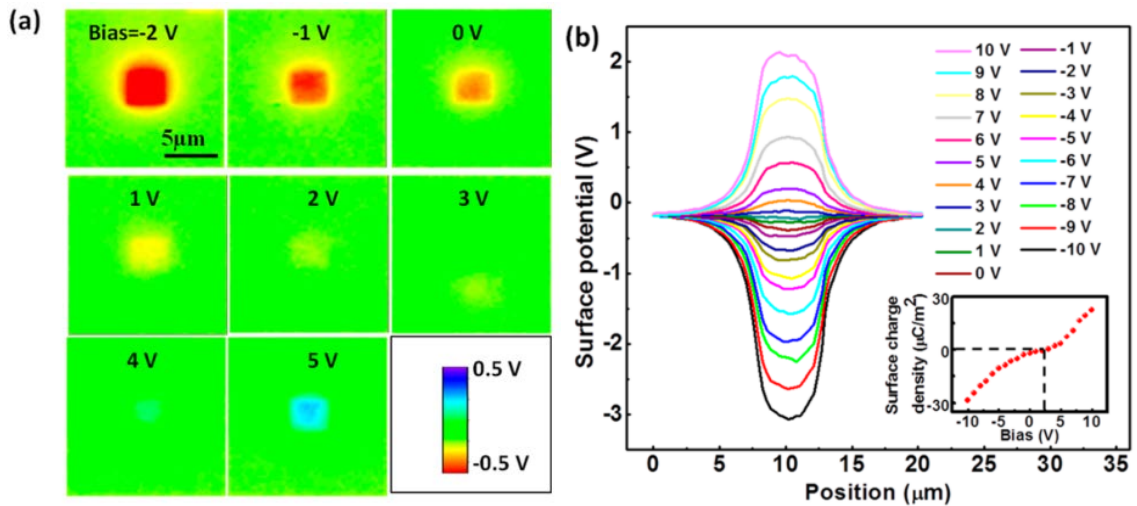 (a)
Bias=-2 V
-1 V
0 V
5μm
1 V
2 V
3 V
4 V
5 V
0.5 V
-0.5 V
(b)
Surface potential (V)
2
1
0
-1
-2
-3
0 5 10 15 20 25 30 35
Position (μm)
10 V
9 V
8 V
7 V
6 V
5 V
4 V
3 V
2 V
1 V
0 V
-1 V
-2 V
-3 V
-4 V
-5 V
-6 V
-7 V
-8 V
-9 V
-10 V
Surface charge
density (μC/m²)
30
0
-30
-10 -5 0 5 10
Bias (V)